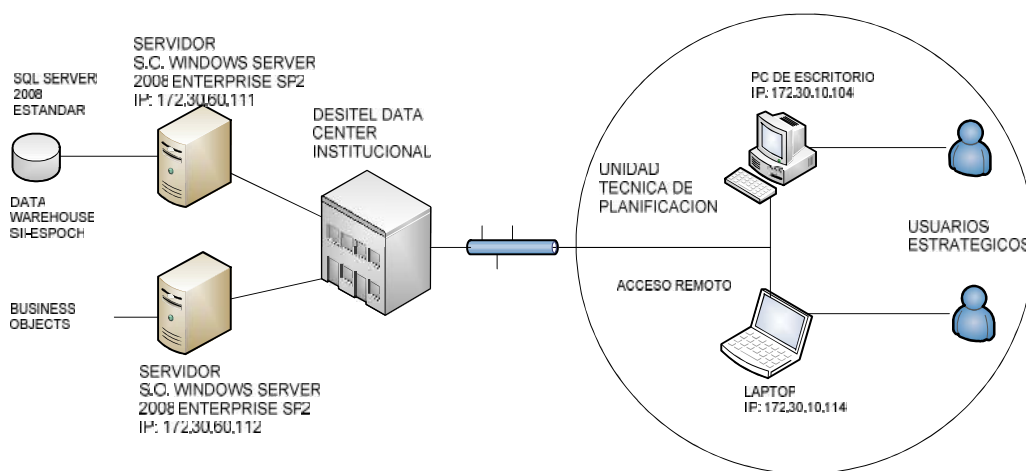 SERVIDOR
S.O. WINDOWS SERVER
2008 ENTERPRISE SP2
IP: 172.30.60.111
SQL SERVER
2008
ESTANDAR
DATA
WAREHOUSE
SII-ESPOCH
DESITEL DATA
CENTER
INSTITUCIONAL
BUSINESS
OBJECTS
SERVIDOR
S.O. WINDOWS SERVER
2008 ENTERPRISE SP2
IP: 172.30.60.112
PC DE ESCRITORIO
IP: 172.30.10.104
UNIDAD
TECNICA DE
PLANIFICACION
USUARIOS
ESTRATEGICOS
ACCESO REMOTO
LAPTOP
IP: 172.30.10.114